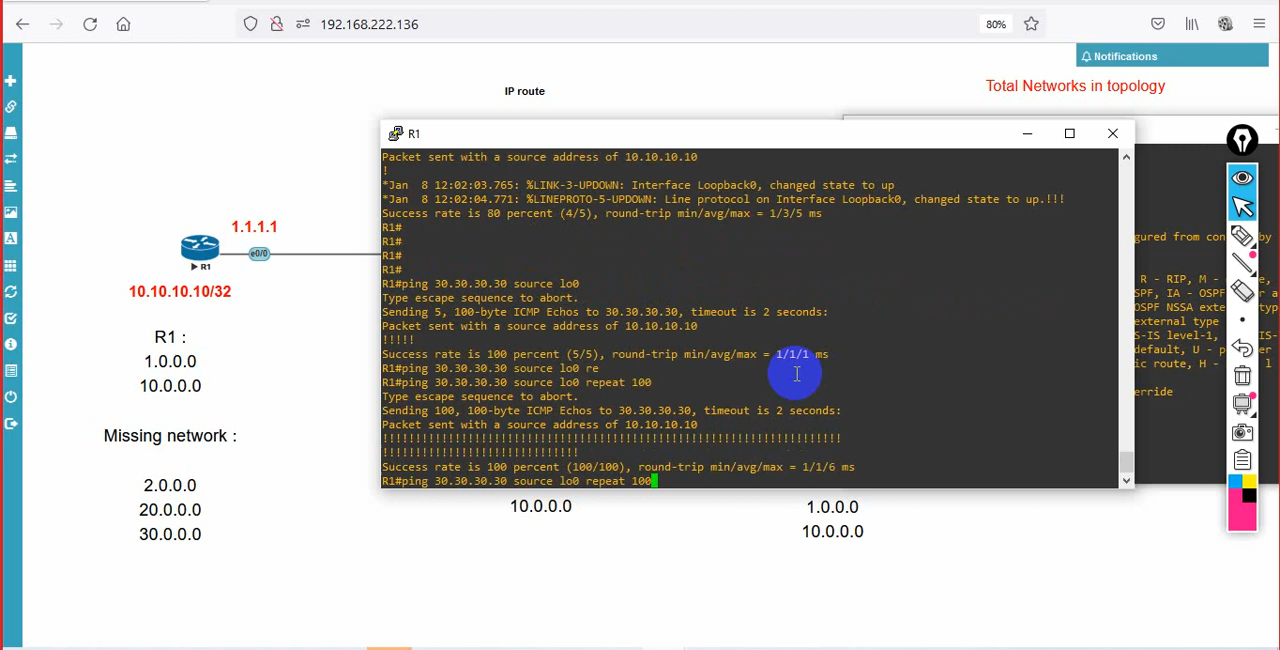 192.168.222.136
80%
Notifications
Total Networks in topology
IP route
R1
Packet sent with a source address of 10.10.10.10
!
*Jan  8 12:02:03.765: %LINK-3-UPDOWN: Interface Loopback0, changed state to up
*Jan  8 12:02:04.771: %LINEPROTO-5-UPDOWN: Line protocol on Interface Loopback0, changed state to up.!!!
Success rate is 80 percent (4/5), round-trip min/avg/max = 1/3/5 ms
R1#
R1#
R1#
R1#
R1#ping 30.30.30.30 source lo0
Type escape sequence to abort.
Sending 5, 100-byte ICMP Echos to 30.30.30.30, timeout is 2 seconds:
Packet sent with a source address of 10.10.10.10
!!!!!
Success rate is 100 percent (5/5), round-trip min/avg/max = 1/1/1 ms
R1#ping 30.30.30.30 source lo0 re
R1#ping 30.30.30.30 source lo0 repeat 100
Type escape sequence to abort.
Sending 100, 100-byte ICMP Echos to 30.30.30.30, timeout is 2 seconds:
Packet sent with a source address of 10.10.10.10
!!!!!!!!!!!!!!!!!!!!!!!!!!!!!!!!!!!!!!!!!!!!!!!!!!!!!!!!!!!!!!!!!!!!!!
!!!!!!!!!!!!!!!!!!!!!!!!!!!!!!
Success rate is 100 percent (100/100), round-trip min/avg/max = 1/1/6 ms
R1#ping 30.30.30.30 source lo0 repeat 100
1.1.1.1
e0/0
R1
10.10.10.10/32
R1 :
1.0.0.0
10.0.0.0
Missing network :
2.0.0.0
20.0.0.0
30.0.0.0
10.0.0.0
1.0.0.0
10.0.0.0
gured from con by
R - RIP, M -
SPF, IA - OSPF a
OSPF NSSA exter typ
external type
S-IS level-1, -IS
default, U - p er
ic route, H - l
erride